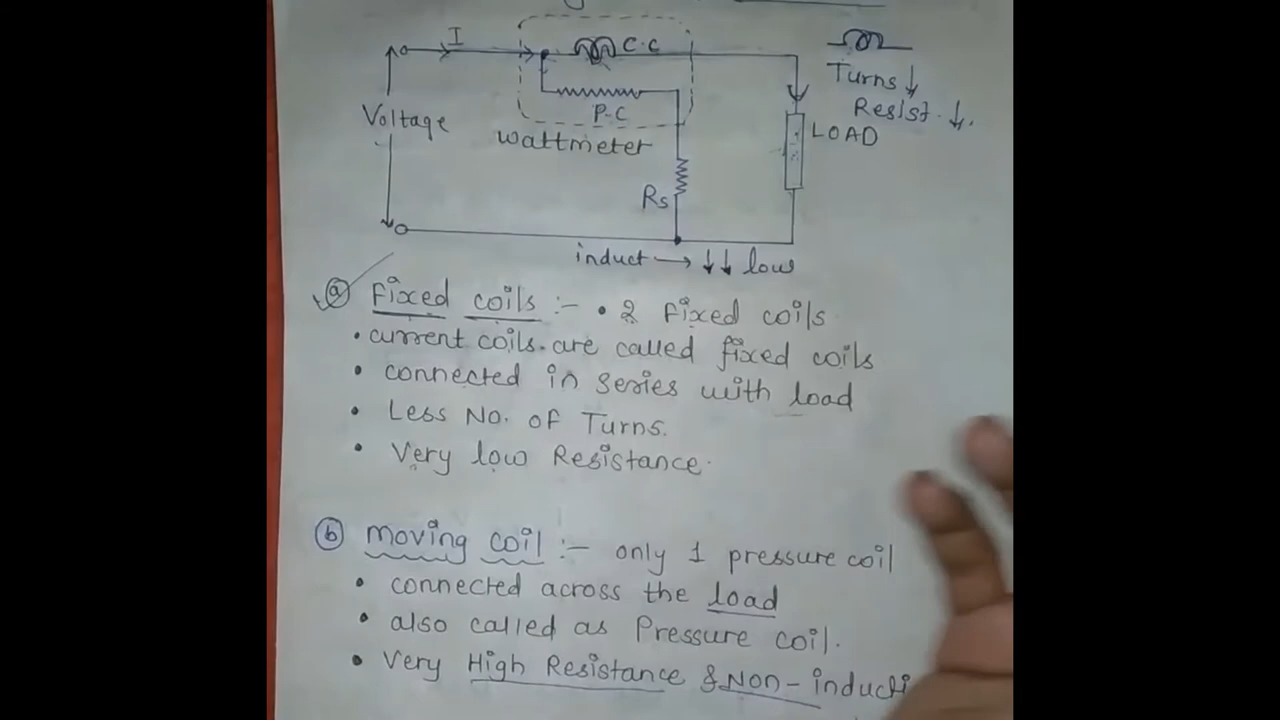 I
C.C
P-C
Voltage
wattmeter
Rs
LOAD
Turns ↓
Resist. ↓.
induct → ↓↓ low
(a) Fixed coils :- • 2 fixed coils
• current coils. are called fixed coils
• connected in series with load
• Less No. of Turns.
• Very low Resistance.
(b) Moving coil :- only 1 pressure coil
• connected across the load
• also called as Pressure coil.
• Very High Resistance & Non-inducti